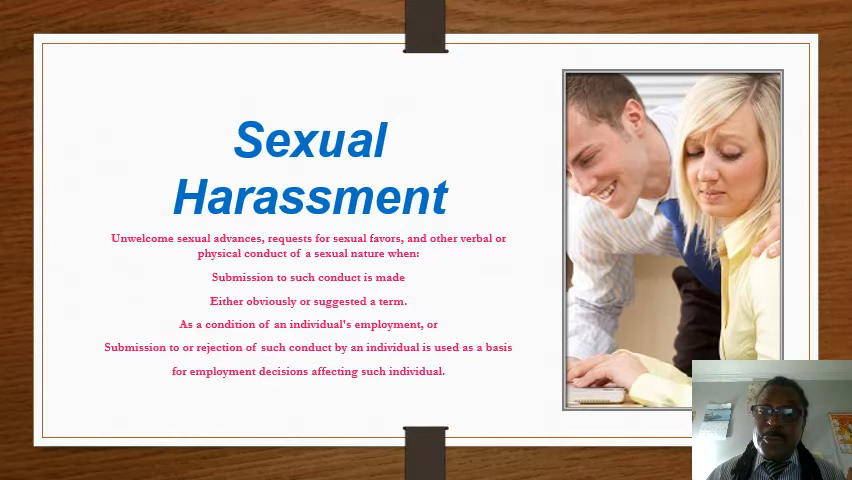 Sexual
Harassment
Unwelcome sexual advances, requests for sexual favors, and other verbal or
physical conduct of a sexual nature when:
Submission to such conduct is made
Either obviously or suggested a term.
As a condition of an individual's employment, or
Submission to or rejection of such conduct by an individual is used as a basis
for employment decisions affecting such individual.